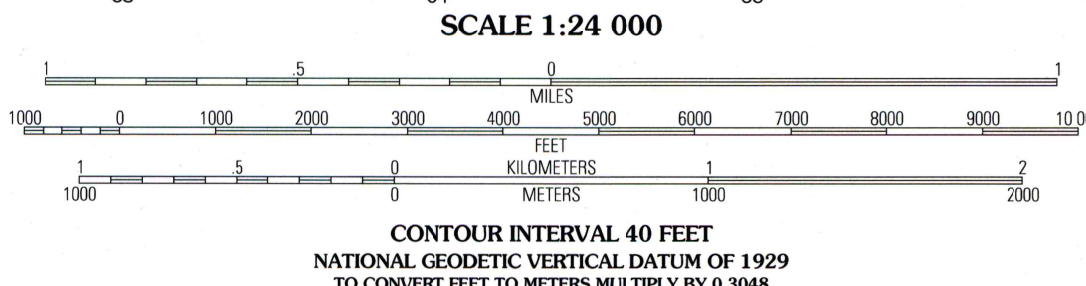 SCALE 1:24 000
1 .5 0 1
MILES
1000 0 1000 2000 3000 4000 5000 6000 7000 8000 9000 10 0
FEET
1 .5 0 KILOMETERS 1 2
1000 0 METERS 1000 2000
CONTOUR INTERVAL 40 FEET
NATIONAL GEODETIC VERTICAL DATUM OF 1929
TO CONVERT FEET TO METERS MULTIPLY BY 0.3048